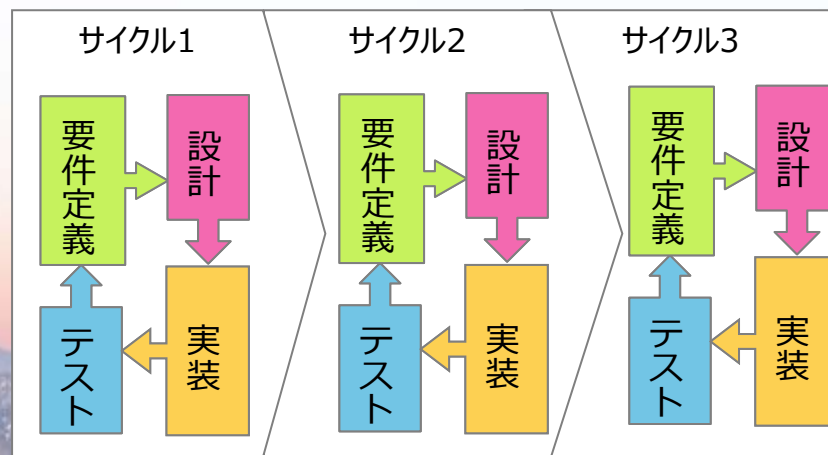 サイクル1
要件定義
設計
実装
テスト
サイクル2
要件定義
設計
実装
テスト
サイクル3
要件定義
設計
実装
テスト